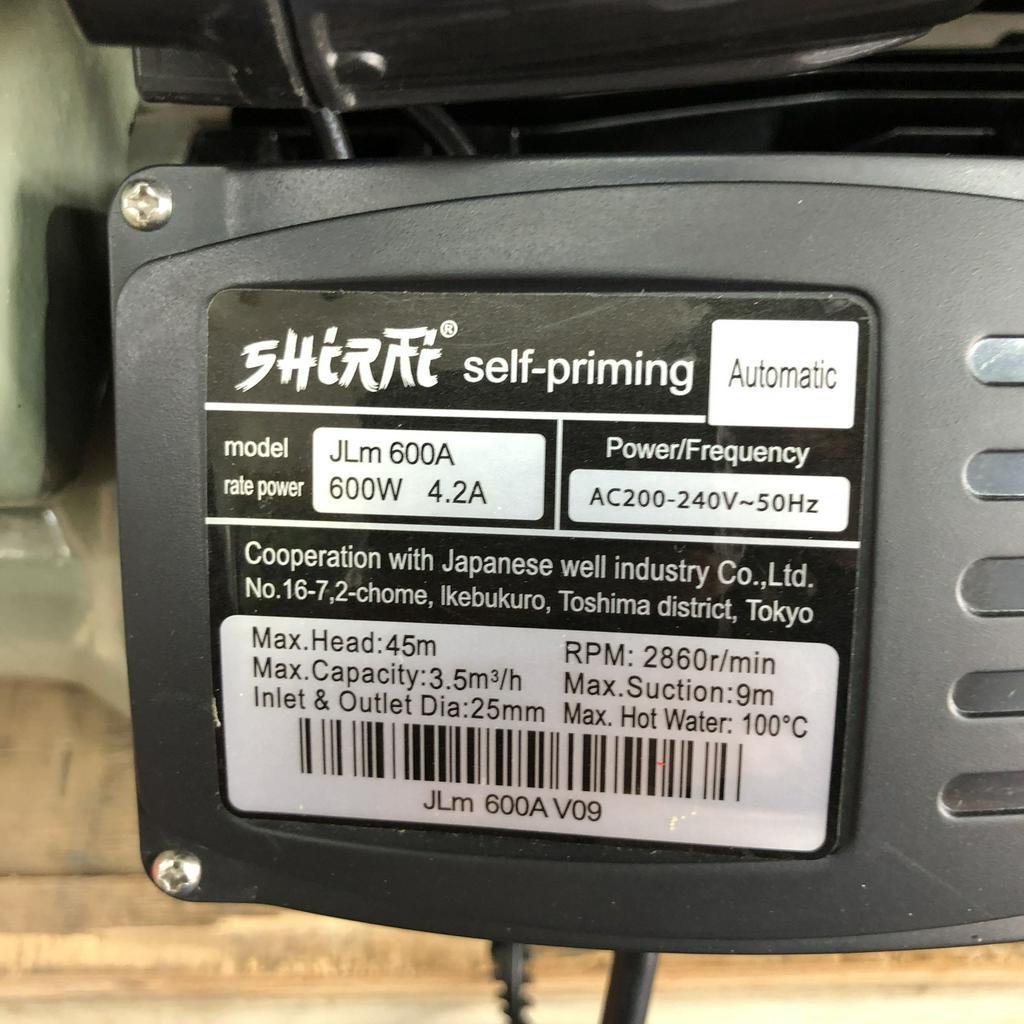 SHIRAI® self-priming Automatic
model JLm 600A
rate power 600W 4.2A
Power/Frequency
AC200-240V~50Hz
Cooperation with Japanese well industry Co.,Ltd.
No.16-7,2-chome, Ikebukuro, Toshima district, Tokyo
Max.Head:45m
Max.Capacity:3.5m³/h
Inlet & Outlet Dia:25mm
RPM: 2860r/min
Max.Suction:9m
Max. Hot Water: 100°C
JLm 600A V09